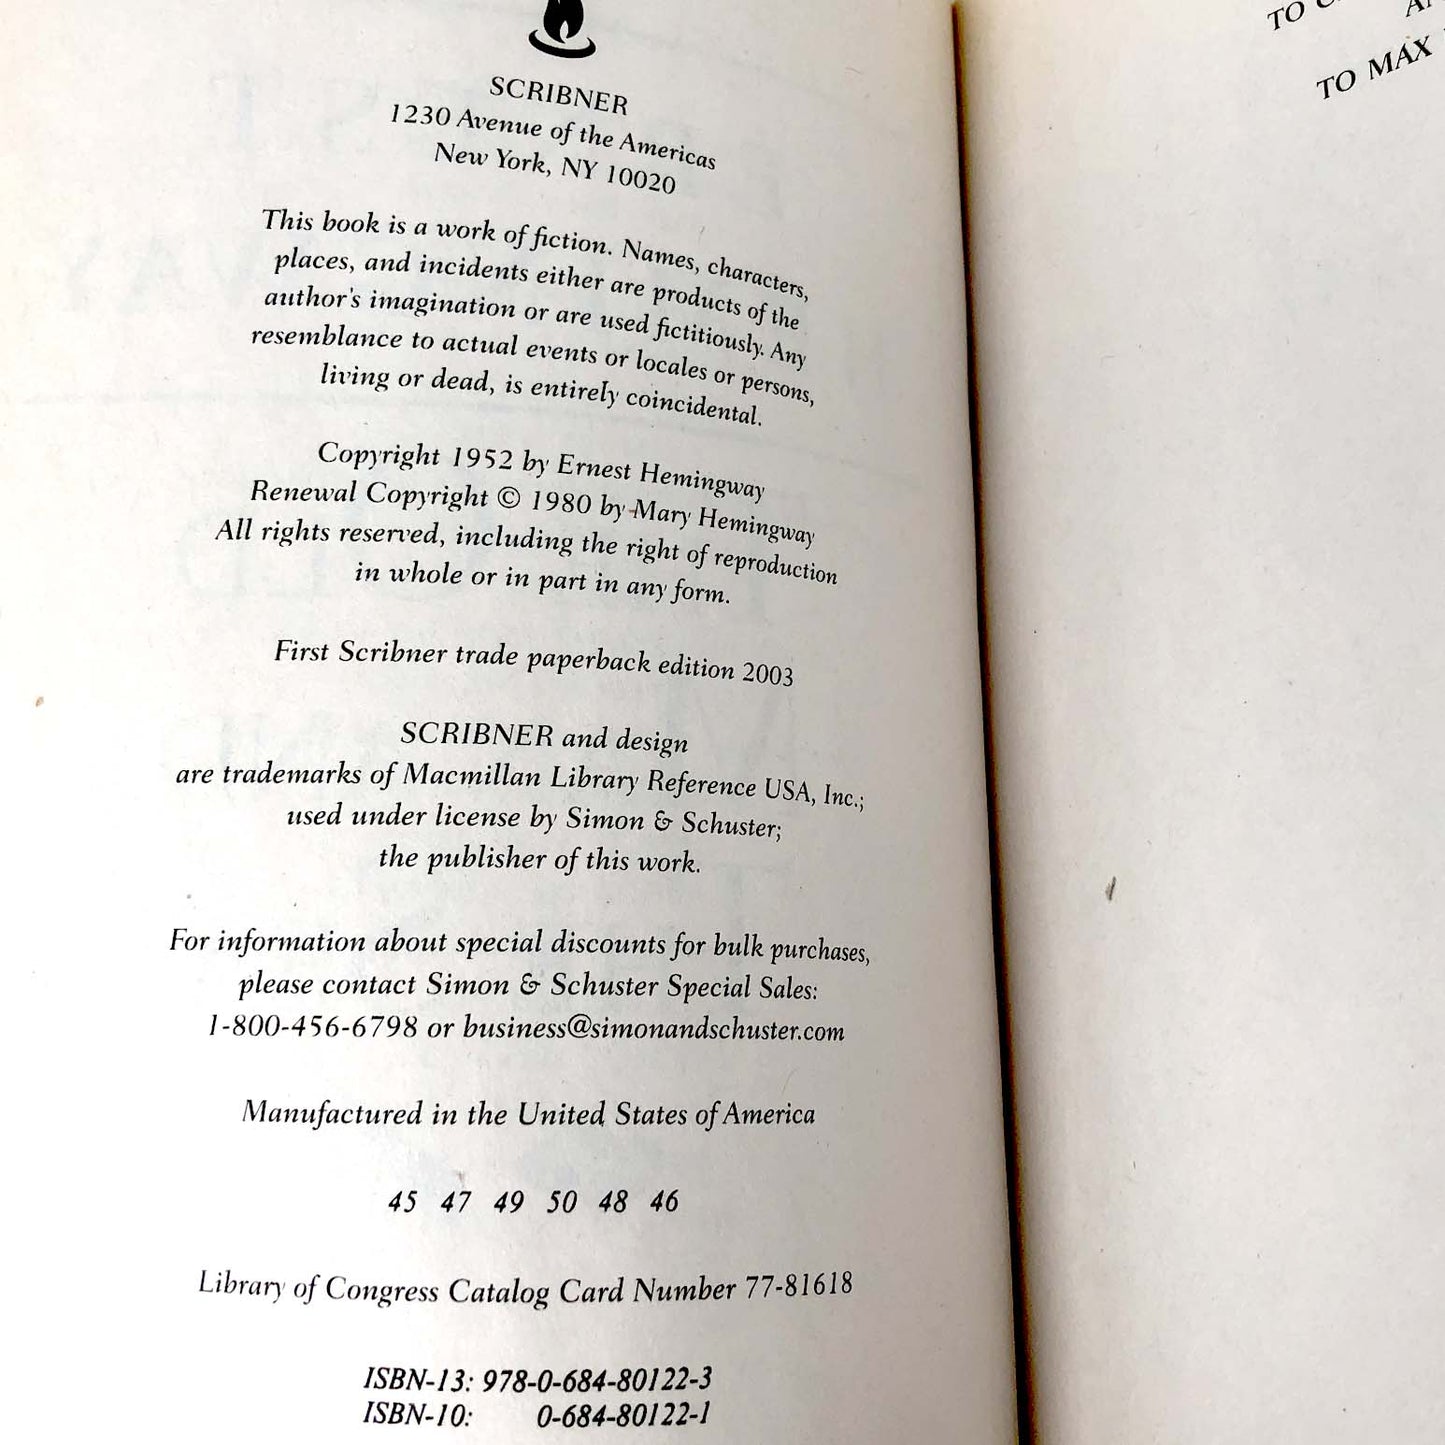 SCRIBNER
1230 Avenue of the Americas
New York, NY 10020
This book is a work of fiction. Names, characters,
places, and incidents either are products of the
author's imagination or are used fictitiously. Any
resemblance to actual events or locales or persons,
living or dead, is entirely coincidental.
Copyright 1952 by Ernest Hemingway
Renewal Copyright © 1980 by Mary Hemingway
All rights reserved, including the right of reproduction
in whole or in part in any form.
First Scribner trade paperback edition 2003
SCRIBNER and design
are trademarks of Macmillan Library Reference USA, Inc.;
used under license by Simon & Schuster;
the publisher of this work.
For information about special discounts for bulk purchases,
please contact Simon & Schuster Special Sales:
1-800-456-6798 or business@simonandschuster.com
Manufactured in the United States of America
45 47 49 50 48 46
Library of Congress Catalog Card Number 77-81618
ISBN-13: 978-0-684-80122-3
ISBN-10: 0-684-80122-1
TO
TO MAX